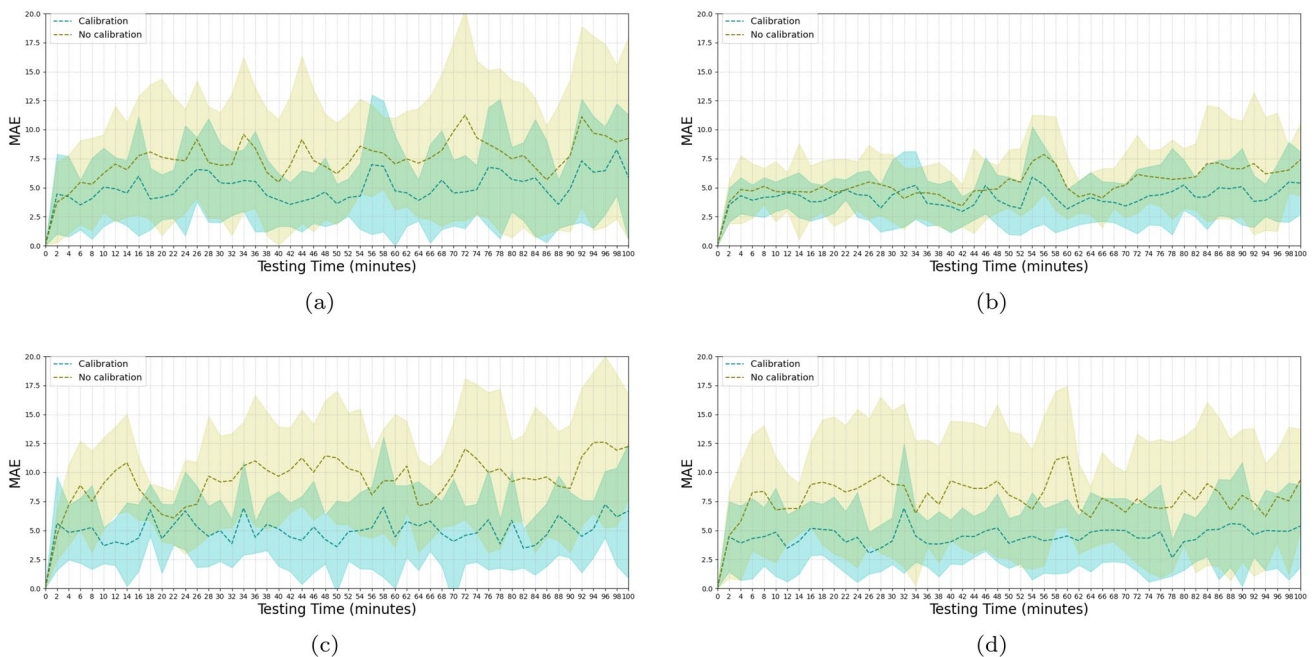 20.0
17.5
15.0
12.5
10.0
7.5
5.0
2.5
0.0
MAE
Calibration
No calibration
0 2 4 6 8 10 12 14 16 18 20 22 24 26 28 30 32 34 36 38 40 42 44 46 48 50 52 54 56 58 60 62 64 66 68 70 72 74 76 78 80 82 84 86 88 90 92 94 96 98 100
Testing Time (minutes)
(a)
20.0
17.5
15.0
12.5
10.0
7.5
5.0
2.5
0.0
MAE
Calibration
No calibration
0 2 4 6 8 10 12 14 16 18 20 22 24 26 28 30 32 34 36 38 40 42 44 46 48 50 52 54 56 58 60 62 64 66 68 70 72 74 76 78 80 82 84 86 88 90 92 94 96 98 100
Testing Time (minutes)
(b)
20.0
17.5
15.0
12.5
10.0
7.5
5.0
2.5
0.0
MAE
Calibration
No calibration
0 2 4 6 8 10 12 14 16 18 20 22 24 26 28 30 32 34 36 38 40 42 44 46 48 50 52 54 56 58 60 62 64 66 68 70 72 74 76 78 80 82 84 86 88 90 92 94 96 98 100
Testing Time (minutes)
(c)
20.0
17.5
15.0
12.5
10.0
7.5
5.0
2.5
0.0
MAE
Calibration
No calibration
0 2 4 6 8 10 12 14 16 18 20 22 24 26 28 30 32 34 36 38 40 42 44 46 48 50 52 54 56 58 60 62 64 66 68 70 72 74 76 78 80 82 84 86 88 90 92 94 96 98 100
Testing Time (minutes)
(d)